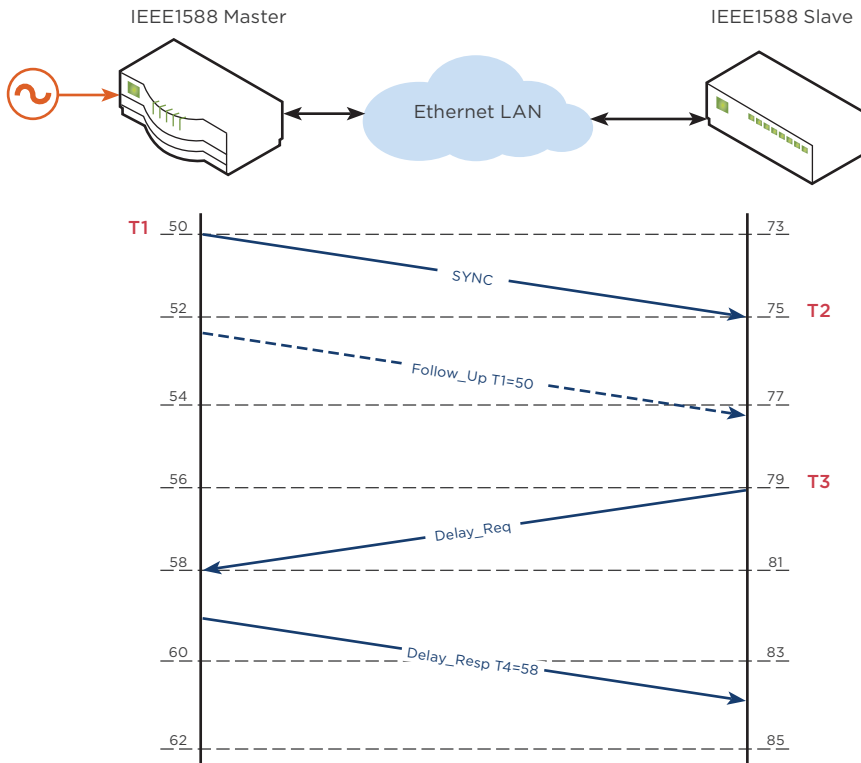 IEEE1588 Master
IEEE1588 Slave
Ethernet LAN
T1 50 73
SYNC
52 75 T2
Follow_Up T1=50
54 77
56 79 T3
Delay_Req
58 81
Delay_Resp T4=58
60 83
62 85